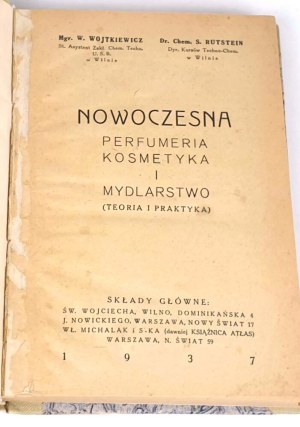 Mgr. W. WOJTKIEWICZ Dr. Chem. S. RUTSTEIN
St. Asystent Zakł. Chem. Techn. Dyr. Kursów Techn.-Chem.
U. S. B. w Wilnie
w Wilnie
NOWOCZESNA
PERFUMERIA
KOSMETYKA
I
MYDLARSTWO
(TEORIA I PRAKTYKA)
SKŁADY GŁÓWNE:
ŚW. WOJCIECHA, WILNO, DOMINIKAŃSKA 4
J. NOWICKIEGO, WARSZAWA, NOWY ŚWIAT 17
WŁ. MICHALAK i S-KA (dawniej KSIĄŻNICA ATLAS)
WARSZAWA, N. ŚWIAT 59
1 9 3 7